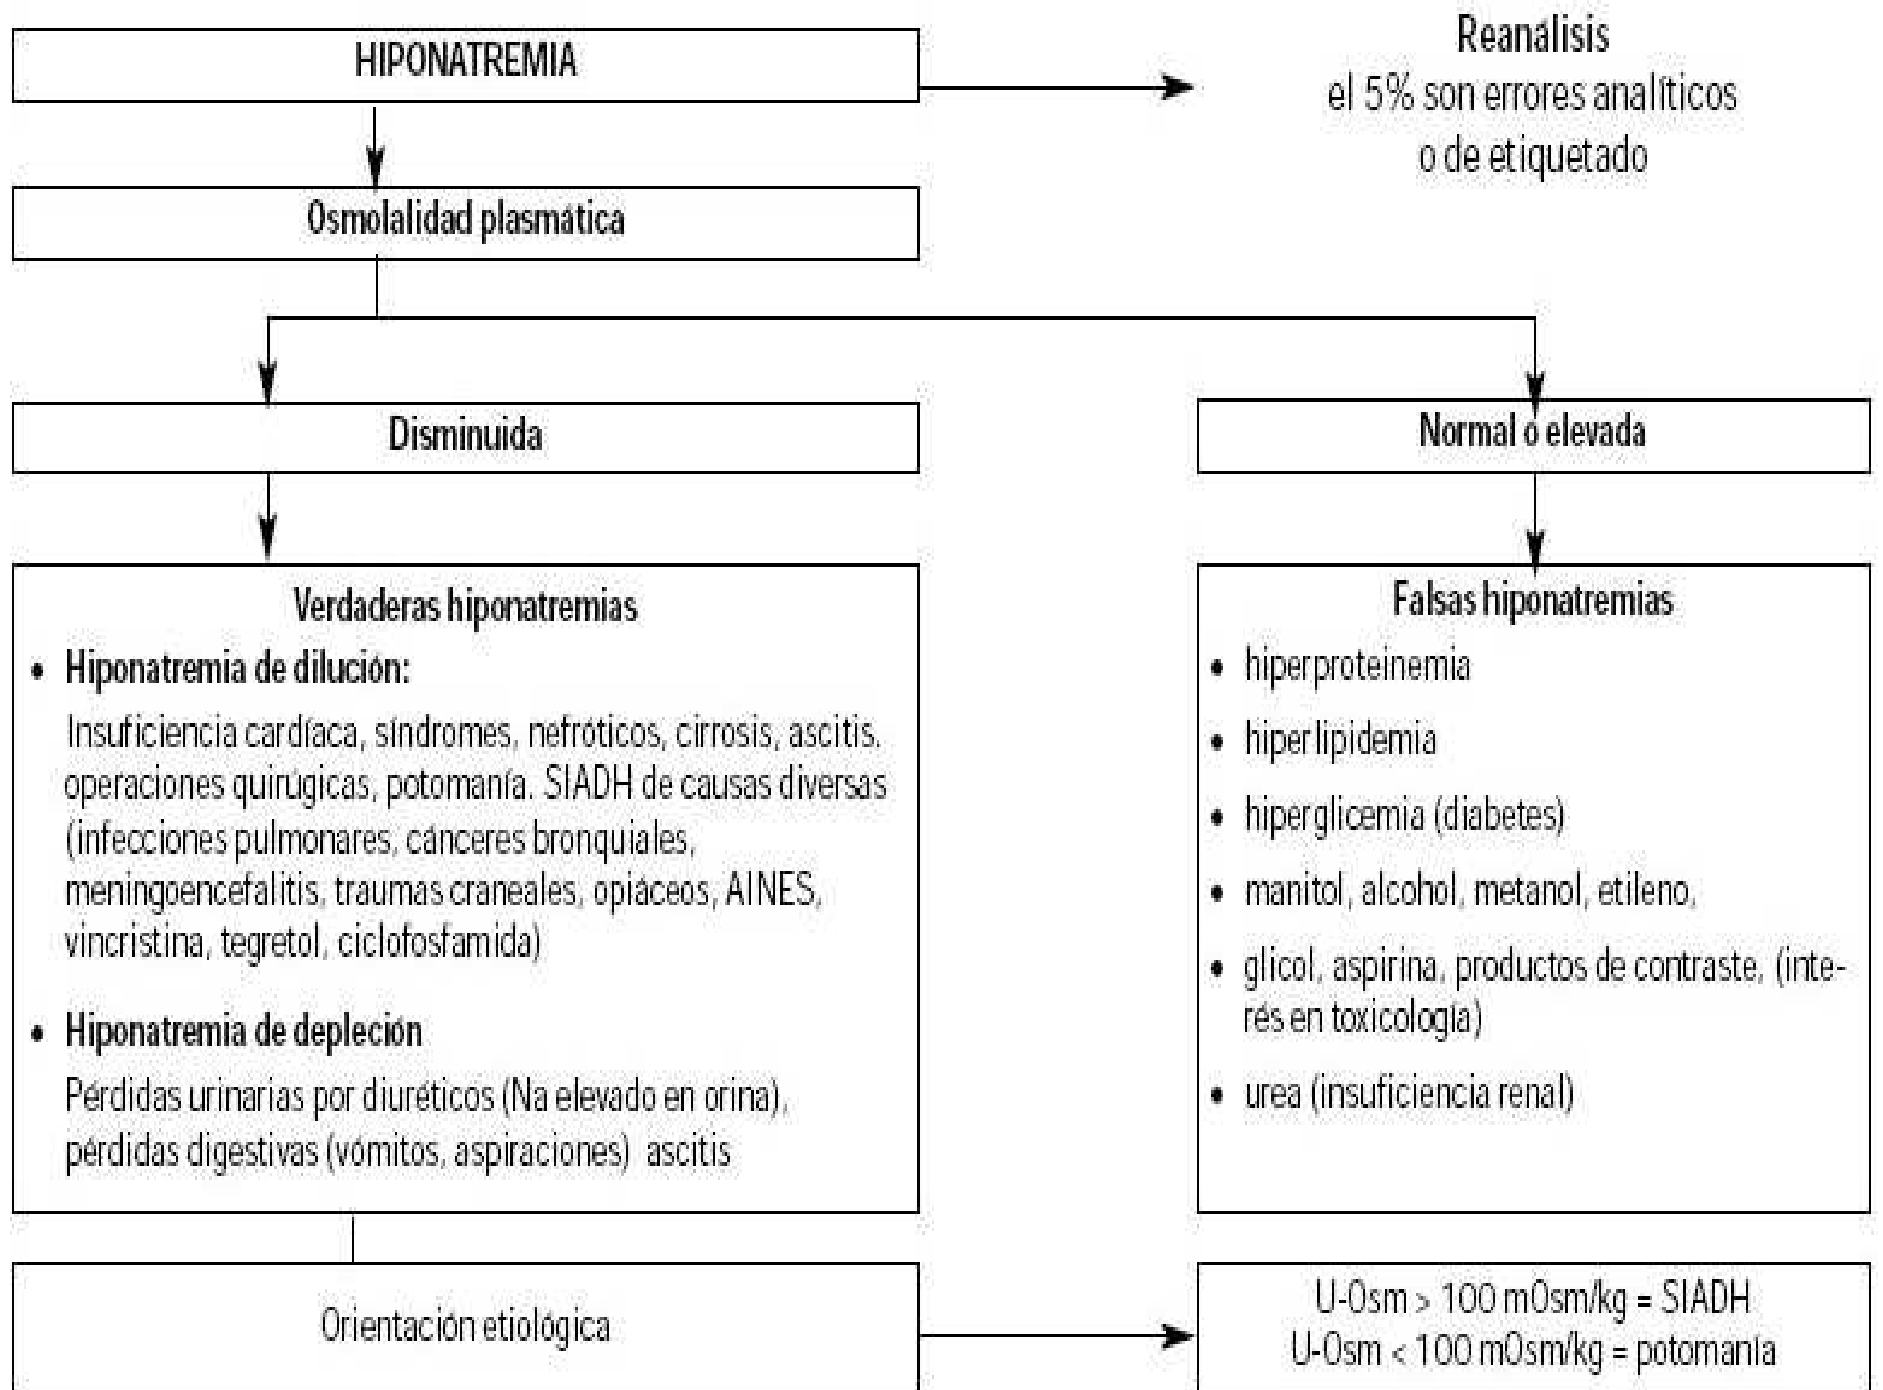 HIPONATREMIA
Reanálisis
el 5% son errores analíticos
o de etiquetado
Osmolalidad plasmática
Disminuida
Normal o elevada
Verdaderas hiponatremias
• Hiponatremia de dilución:
Insuficiencia cardíaca, síndromes, nefróticos, cirrosis, ascitis.
operaciones quirúgicas, potomanía. SIADH de causas diversas
(infecciones pulmonares, cánceres bronquiales,
meningoencefalitis, traumas craneales, opiáceos, AINES,
vincristina, tegretol, ciclofosfamida)
• Hiponatremia de depleción
Pérdidas urinarias por diuréticos (Na elevado en orina),
pérdidas digestivas (vómitos, aspiraciones) ascitis
Falsas hiponatremias
• hiperproteinemia
• hiperlipidemia
• hiperglicemia (diabetes)
• manitol, alcohol, metanol, etileno,
• glicol, aspirina, productos de contraste, (inte-
rés en toxicología)
• urea (insuficiencia renal)
Orientación etiológica
U-Osm > 100 mOsm/kg = SIADH
U-Osm < 100 mOsm/kg = potomanía